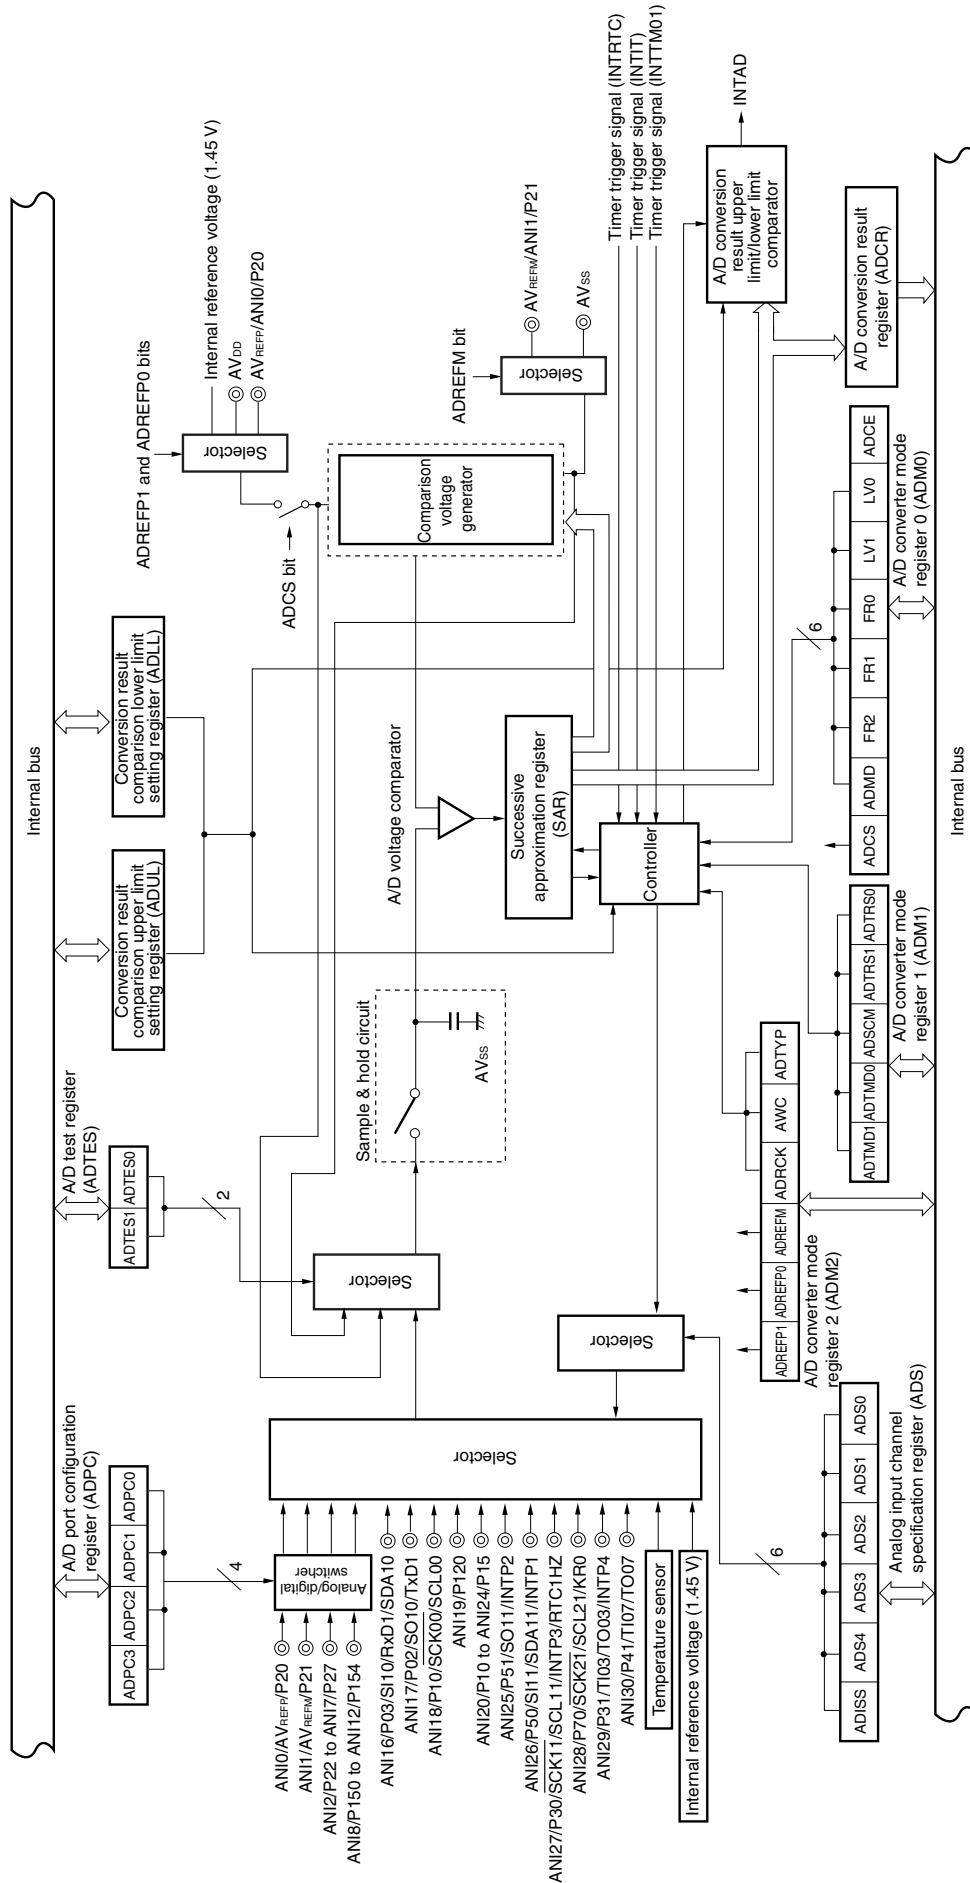 Internal bus
A/D port configuration
register (ADPC)
ADPC3
ADPC2
ADPC1
ADPC0
4
A/D test register
(ADTES)
ADTES1
ADTES0
2
Conversion result
comparison upper limit
setting register (ADUL)
Conversion result
comparison lower limit
setting register (ADLL)
ADREFP1 and ADREFP0 bits
Internal reference voltage (1.45 V)
Selector
AVDD
AVREFP/ANI0/P20
ADCS bit
Comparison
voltage
generator
ADREFM bit
Selector
AVREFM/ANI1/P21
AVSS
ANI0/AVREFP/P20
ANI1/AVREFM/P21
ANI2/P22 to ANI7/P27
ANI8/P150 to ANI12/P154
Analog/digital
switcher
ANI16/P03/SI10/RxD1/SDA10
ANI17/P02/SO10/TxD1
ANI18/P10/SCK00/SCL00
ANI19/P120
ANI20/P10 to ANI24/P15
ANI25/P51/SO11/INTP2
ANI26/P50/SI11/SDA11/INTP1
ANI27/P30/SCK11/SCL11/INTP3/RTC1HZ
ANI28/P70/SCK21/SCL21/KR0
ANI29/P31/TI03/TO03/INTP4
ANI30/P41/TI07/TO07
Temperature sensor
Internal reference voltage (1.45 V)
Selector
Selector
Sample & hold circuit
AVSS
A/D voltage comparator
Successive
approximation register
(SAR)
Controller
Selector
Timer trigger signal (INTRTC)
Timer trigger signal (INTIT)
Timer trigger signal (INTTM01)
A/D conversion
result upper
limit/lower limit
comparator
INTAD
6
ADISS
ADS4
ADS3
ADS2
ADS1
ADS0
Analog input channel
specification register (ADS)
ADREFP1
ADREFP0
ADREFM
ADRCK
AWC
ADTYP
A/D converter mode
register 2 (ADM2)
ADTMD1
ADTMD0
ADSCM
ADTRS1
ADTRS0
A/D converter mode
register 1 (ADM1)
6
ADCS
ADMD
FR2
FR1
FR0
LV1
LV0
ADCE
A/D converter mode
register 0 (ADM0)
A/D conversion result
register (ADCR)
Internal bus